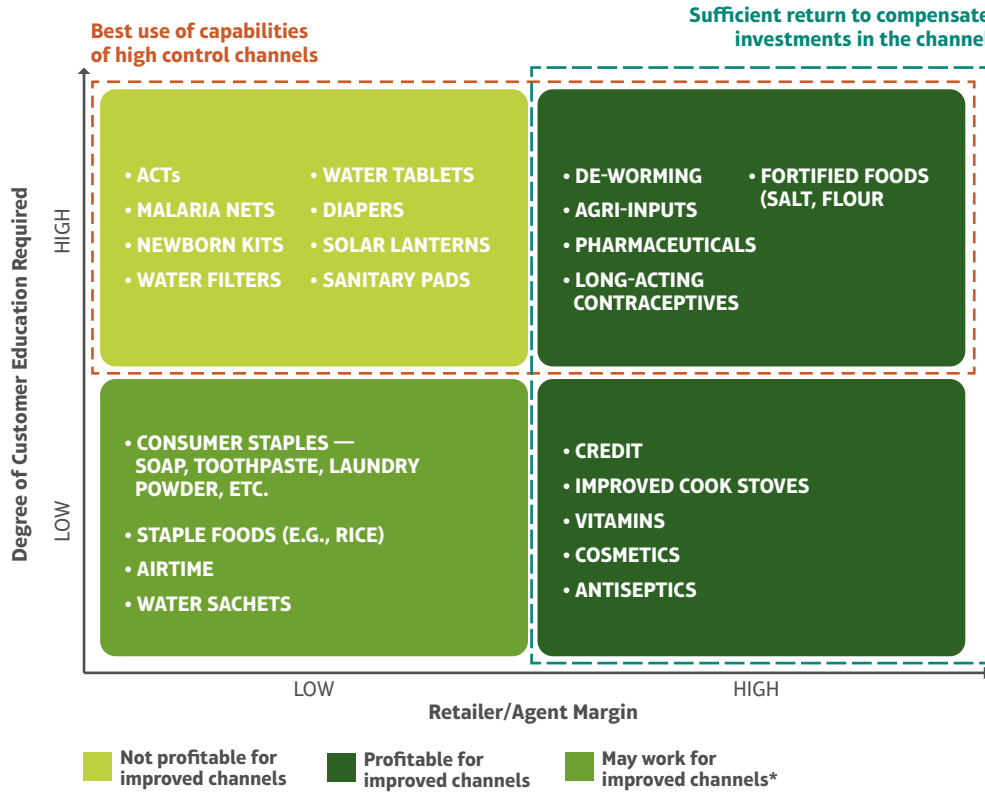 Best use of capabilities
of high control channels
Sufficient return to compensate
investments in the channel
Degree of Customer Education Required
HIGH
LOW
• ACTs
• MALARIA NETS
• NEWBORN KITS
• WATER FILTERS
• WATER TABLETS
• DIAPERS
• SOLAR LANTERNS
• SANITARY PADS
• DE-WORMING
• AGRI-INPUTS
• PHARMACEUTICALS
• LONG-ACTING
CONTRACEPTIVES
• FORTIFIED FOODS
(SALT, FLOUR
• CONSUMER STAPLES —
SOAP, TOOTHPASTE, LAUNDRY
POWDER, ETC.
• STAPLE FOODS (E.G., RICE)
• AIRTIME
• WATER SACHETS
• CREDIT
• IMPROVED COOK STOVES
• VITAMINS
• COSMETICS
• ANTISEPTICS
LOW
HIGH
Retailer/Agent Margin
Not profitable for
improved channels
Profitable for
improved channels
May work for
improved channels*